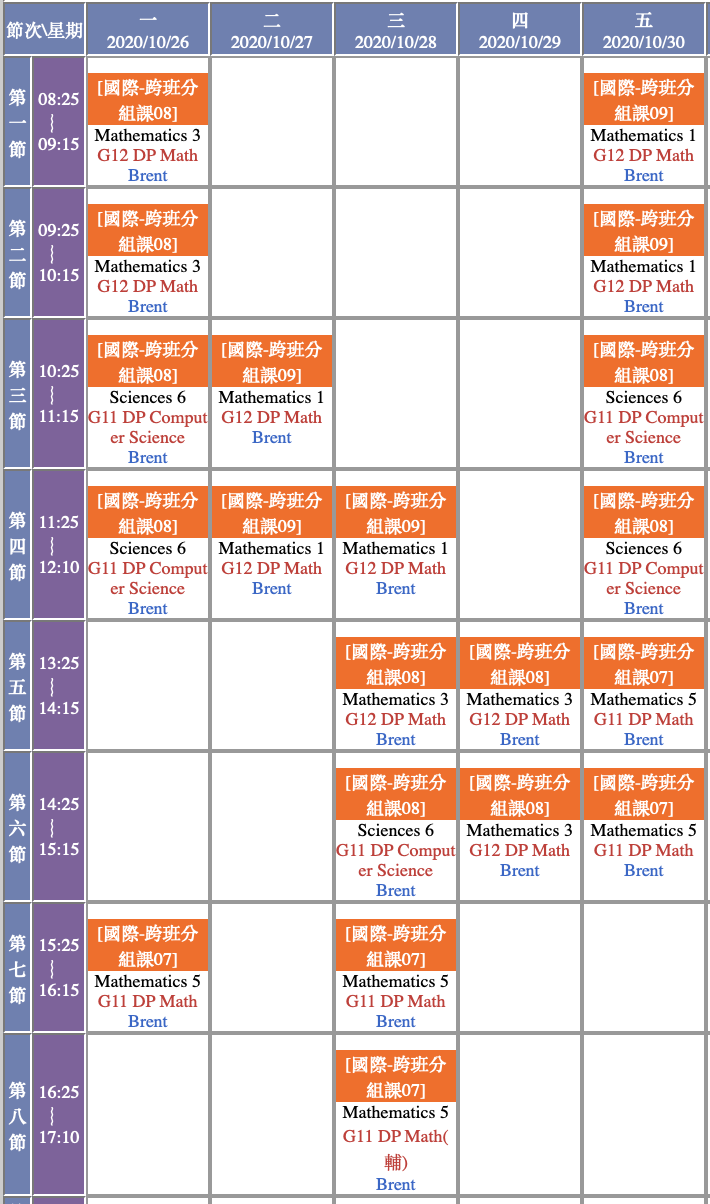 節次\星期
一
2020/10/26
二
2020/10/27
三
2020/10/28
四
2020/10/29
五
2020/10/30
第一節
08:25
〜
09:15
[國際-跨班分
組課08]
Mathematics 3
G12 DP Math
Brent
[國際-跨班分
組課09]
Mathematics 1
G12 DP Math
Brent
第二節
09:25
〜
10:15
[國際-跨班分
組課08]
Mathematics 3
G12 DP Math
Brent
[國際-跨班分
組課09]
Mathematics 1
G12 DP Math
Brent
第三節
10:25
〜
11:15
[國際-跨班分
組課08]
Sciences 6
G11 DP Comput
er Science
Brent
[國際-跨班分
組課09]
Mathematics 1
G12 DP Math
Brent
[國際-跨班分
組課08]
Sciences 6
G11 DP Comput
er Science
Brent
第四節
11:25
〜
12:10
[國際-跨班分
組課08]
Sciences 6
G11 DP Comput
er Science
Brent
[國際-跨班分
組課09]
Mathematics 1
G12 DP Math
Brent
[國際-跨班分
組課09]
Mathematics 1
G12 DP Math
Brent
[國際-跨班分
組課08]
Sciences 6
G11 DP Comput
er Science
Brent
第五節
13:25
〜
14:15
[國際-跨班分
組課08]
Mathematics 3
G12 DP Math
Brent
[國際-跨班分
組課08]
Mathematics 3
G12 DP Math
Brent
[國際-跨班分
組課07]
Mathematics 5
G11 DP Math
Brent
第六節
14:25
〜
15:15
[國際-跨班分
組課08]
Sciences 6
G11 DP Comput
er Science
Brent
[國際-跨班分
組課08]
Mathematics 3
G12 DP Math
Brent
[國際-跨班分
組課07]
Mathematics 5
G11 DP Math
Brent
第七節
15:25
〜
16:15
[國際-跨班分
組課07]
Mathematics 5
G11 DP Math
Brent
[國際-跨班分
組課07]
Mathematics 5
G11 DP Math
Brent
第八節
16:25
〜
17:10
[國際-跨班分
組課07]
Mathematics 5
G11 DP Math(
輔)
Brent